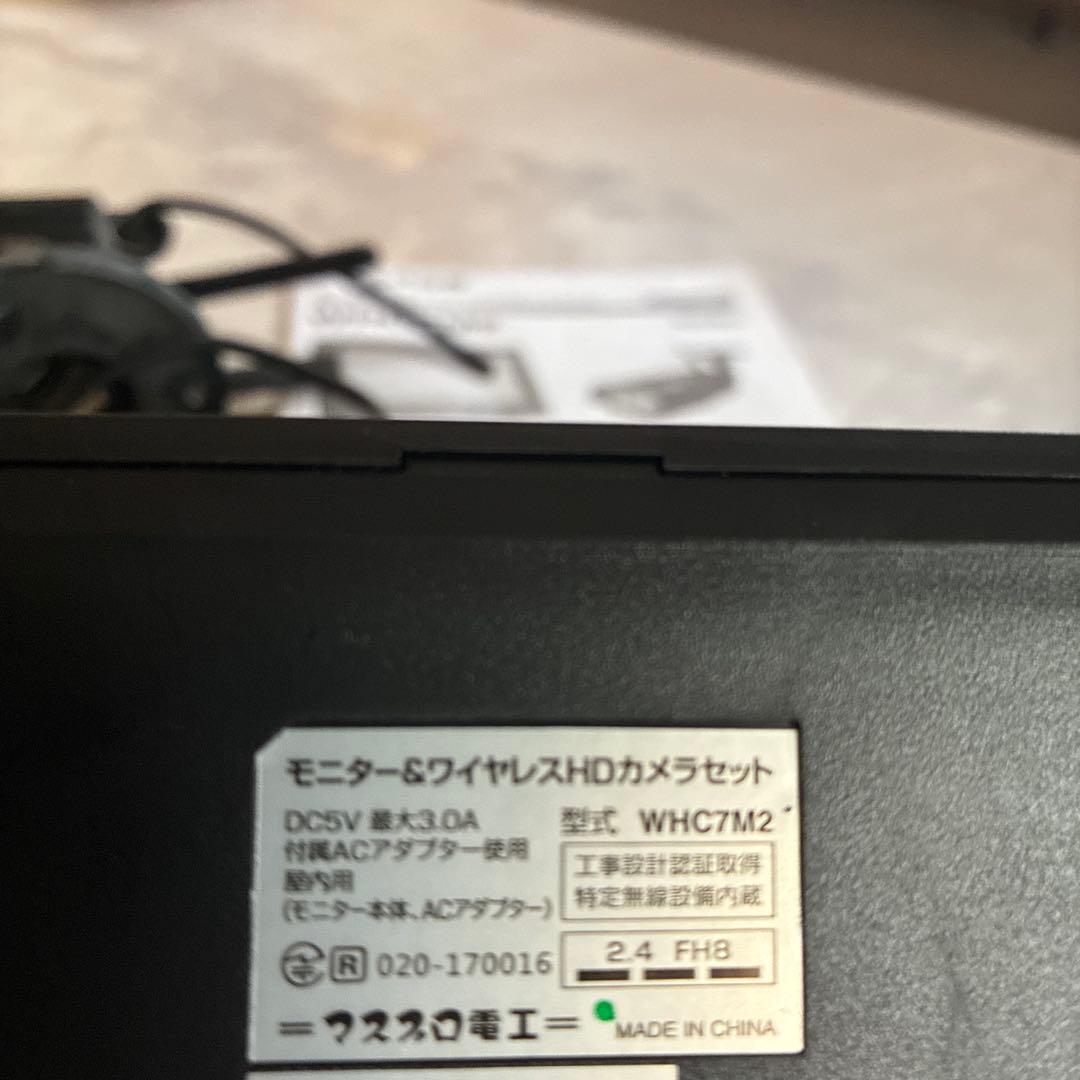 モニター&ワイヤレスHDカメラセット
DC5V 最大3.0A
型式 WHC7M2
付属ACアダプター使用
屋内用
(モニター本体、ACアダプター)
工事設計認証取得
特定無線設備内蔵
R 020-170016
2.4 FH8
=マスプロ電工=
MADE IN CHINA